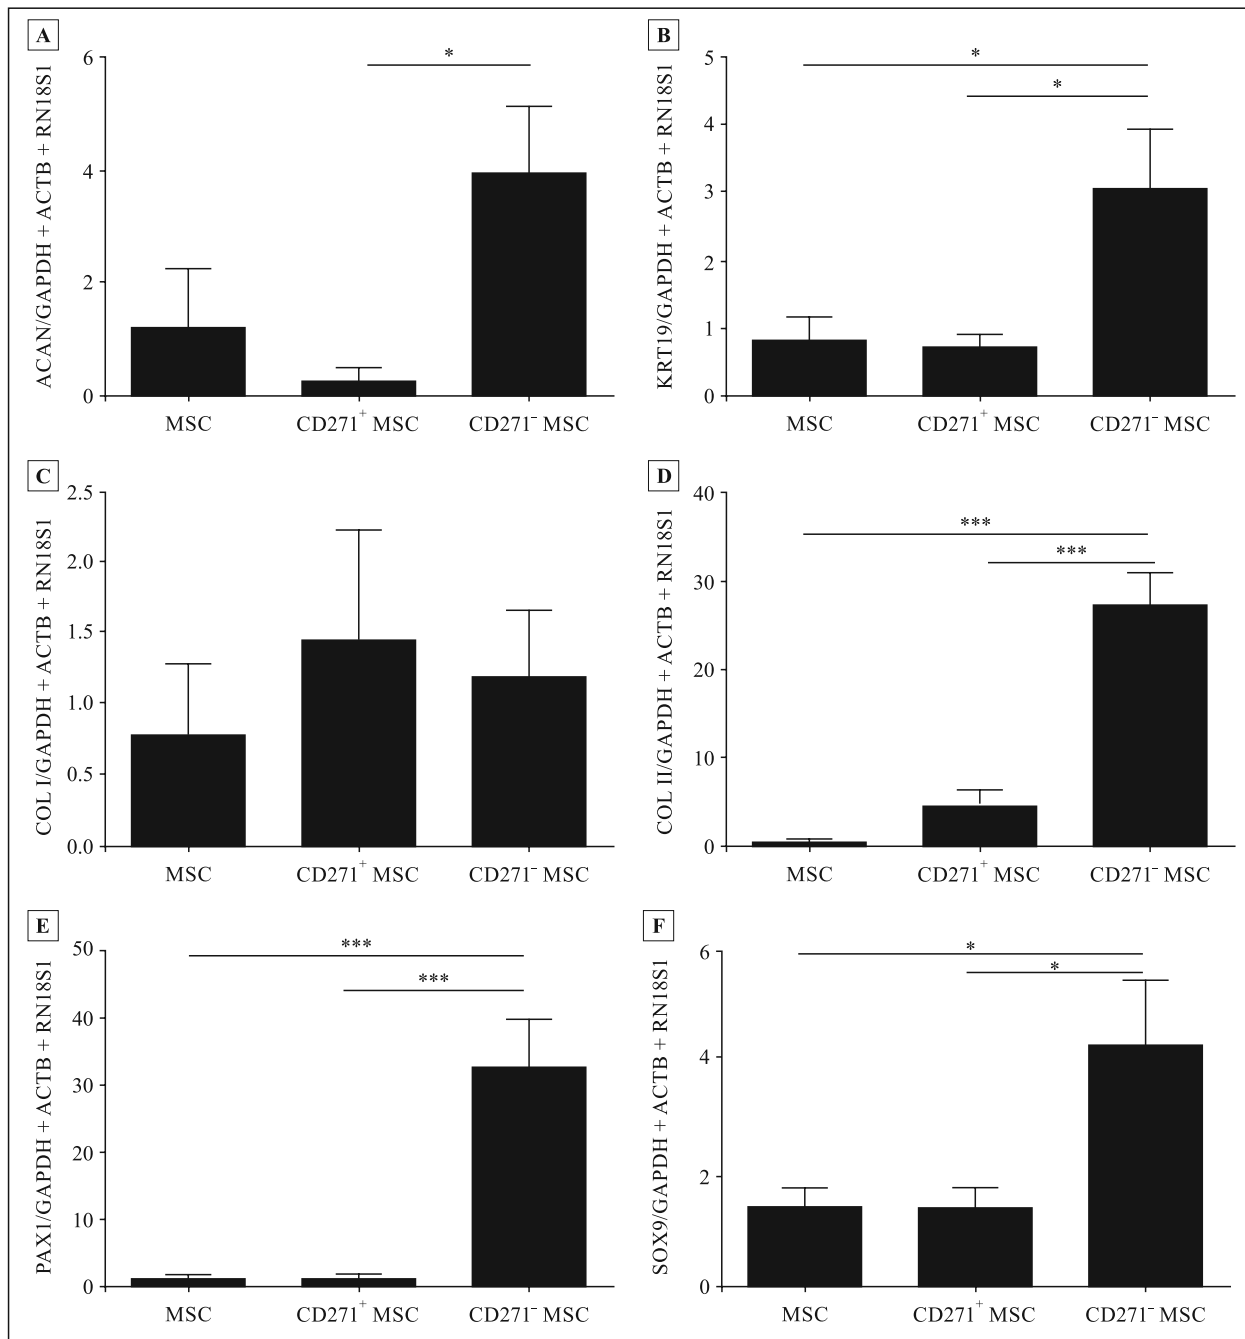 A
ACAN/GAPDH + ACTB + RN18S1
6
4
2
0
*
MSC
CD271+ MSC
CD271− MSC
B
KRT19/GAPDH + ACTB + RN18S1
5
4
3
2
1
0
*
*
MSC
CD271+ MSC
CD271− MSC
C
COL I/GAPDH + ACTB + RN18S1
2.5
2.0
1.5
1.0
0.5
0.0
MSC
CD271+ MSC
CD271− MSC
D
COL II/GAPDH + ACTB + RN18S1
40
30
20
10
0
***
***
MSC
CD271+ MSC
CD271− MSC
E
PAX1/GAPDH + ACTB + RN18S1
50
40
30
20
10
0
***
***
MSC
CD271+ MSC
CD271− MSC
F
SOX9/GAPDH + ACTB + RN18S1
6
4
2
0
*
*
MSC
CD271+ MSC
CD271− MSC